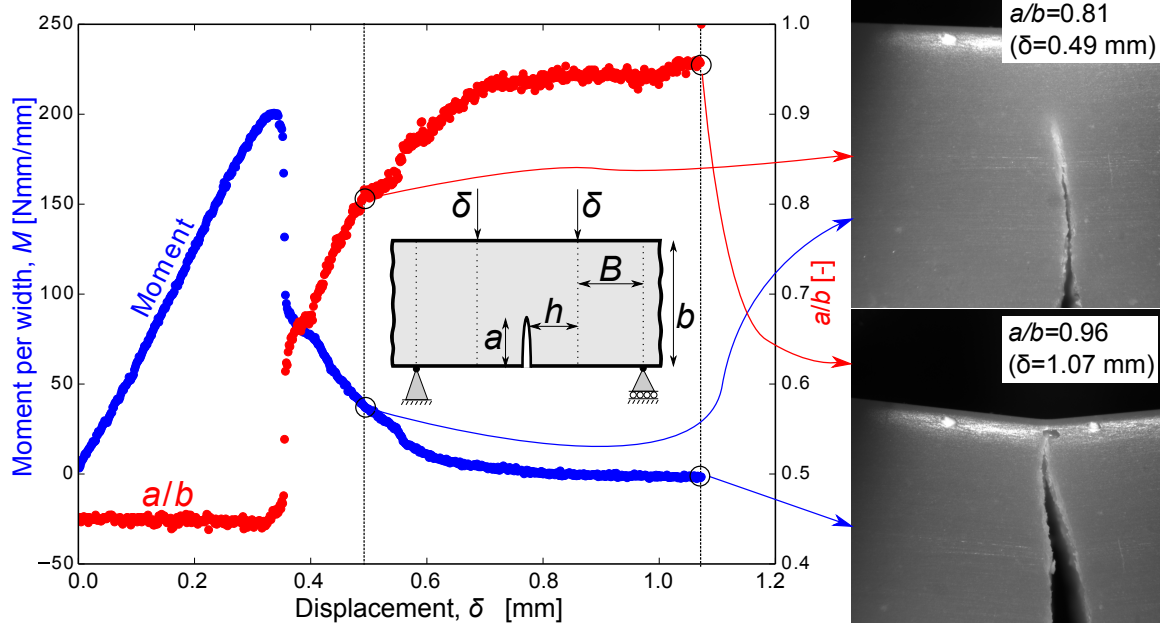 250
200
150
100
50
0
−50
Moment per width, M [Nmm/mm]
Moment
a/b
δ
δ
B
h
a
b
1.0
0.9
0.8
0.7
0.6
0.5
0.4
a/b [-]
0.0
0.2
0.4
0.6
0.8
1.0
1.2
Displacement, δ [mm]
a/b=0.81
(δ=0.49 mm)
a/b=0.96
(δ=1.07 mm)